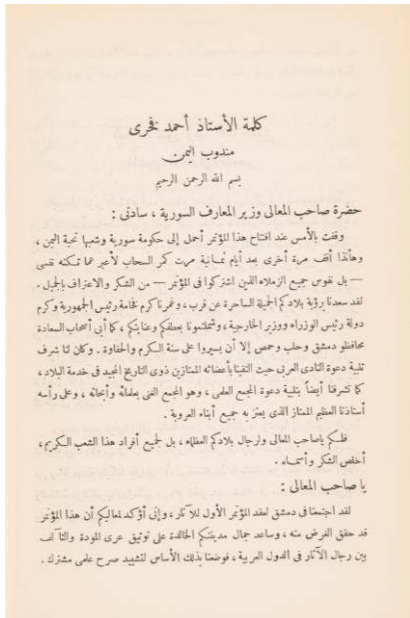 كلمة الأستاذ أحمد فخرى
مندوب اليمن
بسم الله الرحمن الرحيم
حضرة صاحب المعالى وزير المعارف السورية ، سادتى :
وقفت بالأمس عند افتتاح هذا المؤتمر أحمل إلى حكومة سورية وشعبها تحية اليمن ،
وهأنذا أقف مرة أخرى بعد أيام ثمانية مرت كمر السحاب لأعبر عما تكنه نفسى
— بل نفوس جميع الزملاء الذين اشتركوا فى المؤتمر — من الشكر والاعتراف بالجميل .
لقد سعدنا برؤية بلادكم الجميلة الساحرة عن قرب ، وغمرنا كرم فخامة رئيس الجمهورية وكرم
دولة رئيس الوزراء ووزير الخارجية ، وشملتمونا بعطفكم وعنايتكم ، كما أبى أصحاب السعادة
محافظو دمشق وحلب وحمص إلا أن يسيروا على سنة الكرم والحفاوة . وكان لنا شرف
تلبية دعوة النادى العربى حيث التقينا بأعضائه الممتازين ذوى التاريخ المجيد فى خدمة البلاد ،
كما تشرفنا أيضاً بتلبية دعوة المجمع العلمى ، وهو المجمع الغنى بعلمائه وأبحاثه ، وعلى رأسه
أستاذنا العظيم الممتاز الذى يعتز به جميع أبناء العروبة .
فلكم ياصاحب المعالى ولرجال بلادكم العظماء ، بل لجميع أفراد هذا الشعب الكريم ،
أخلص الشكر وأسماه .
يا صاحب المعالى :
لقد اجتمعنا فى دمشق لعقد المؤتمر الأول للآثار ، وإنى أؤكد لمعاليكم أن هذا المؤتمر
قد حقق الغرض منه ، وساعد جمال مدينتكم الخالدة على توثيق عرى المودة والتآلف
بين رجال الآثار فى الدول العربية ، فوضعنا بذلك الأساس لتشييد صرح علمى مشترك .